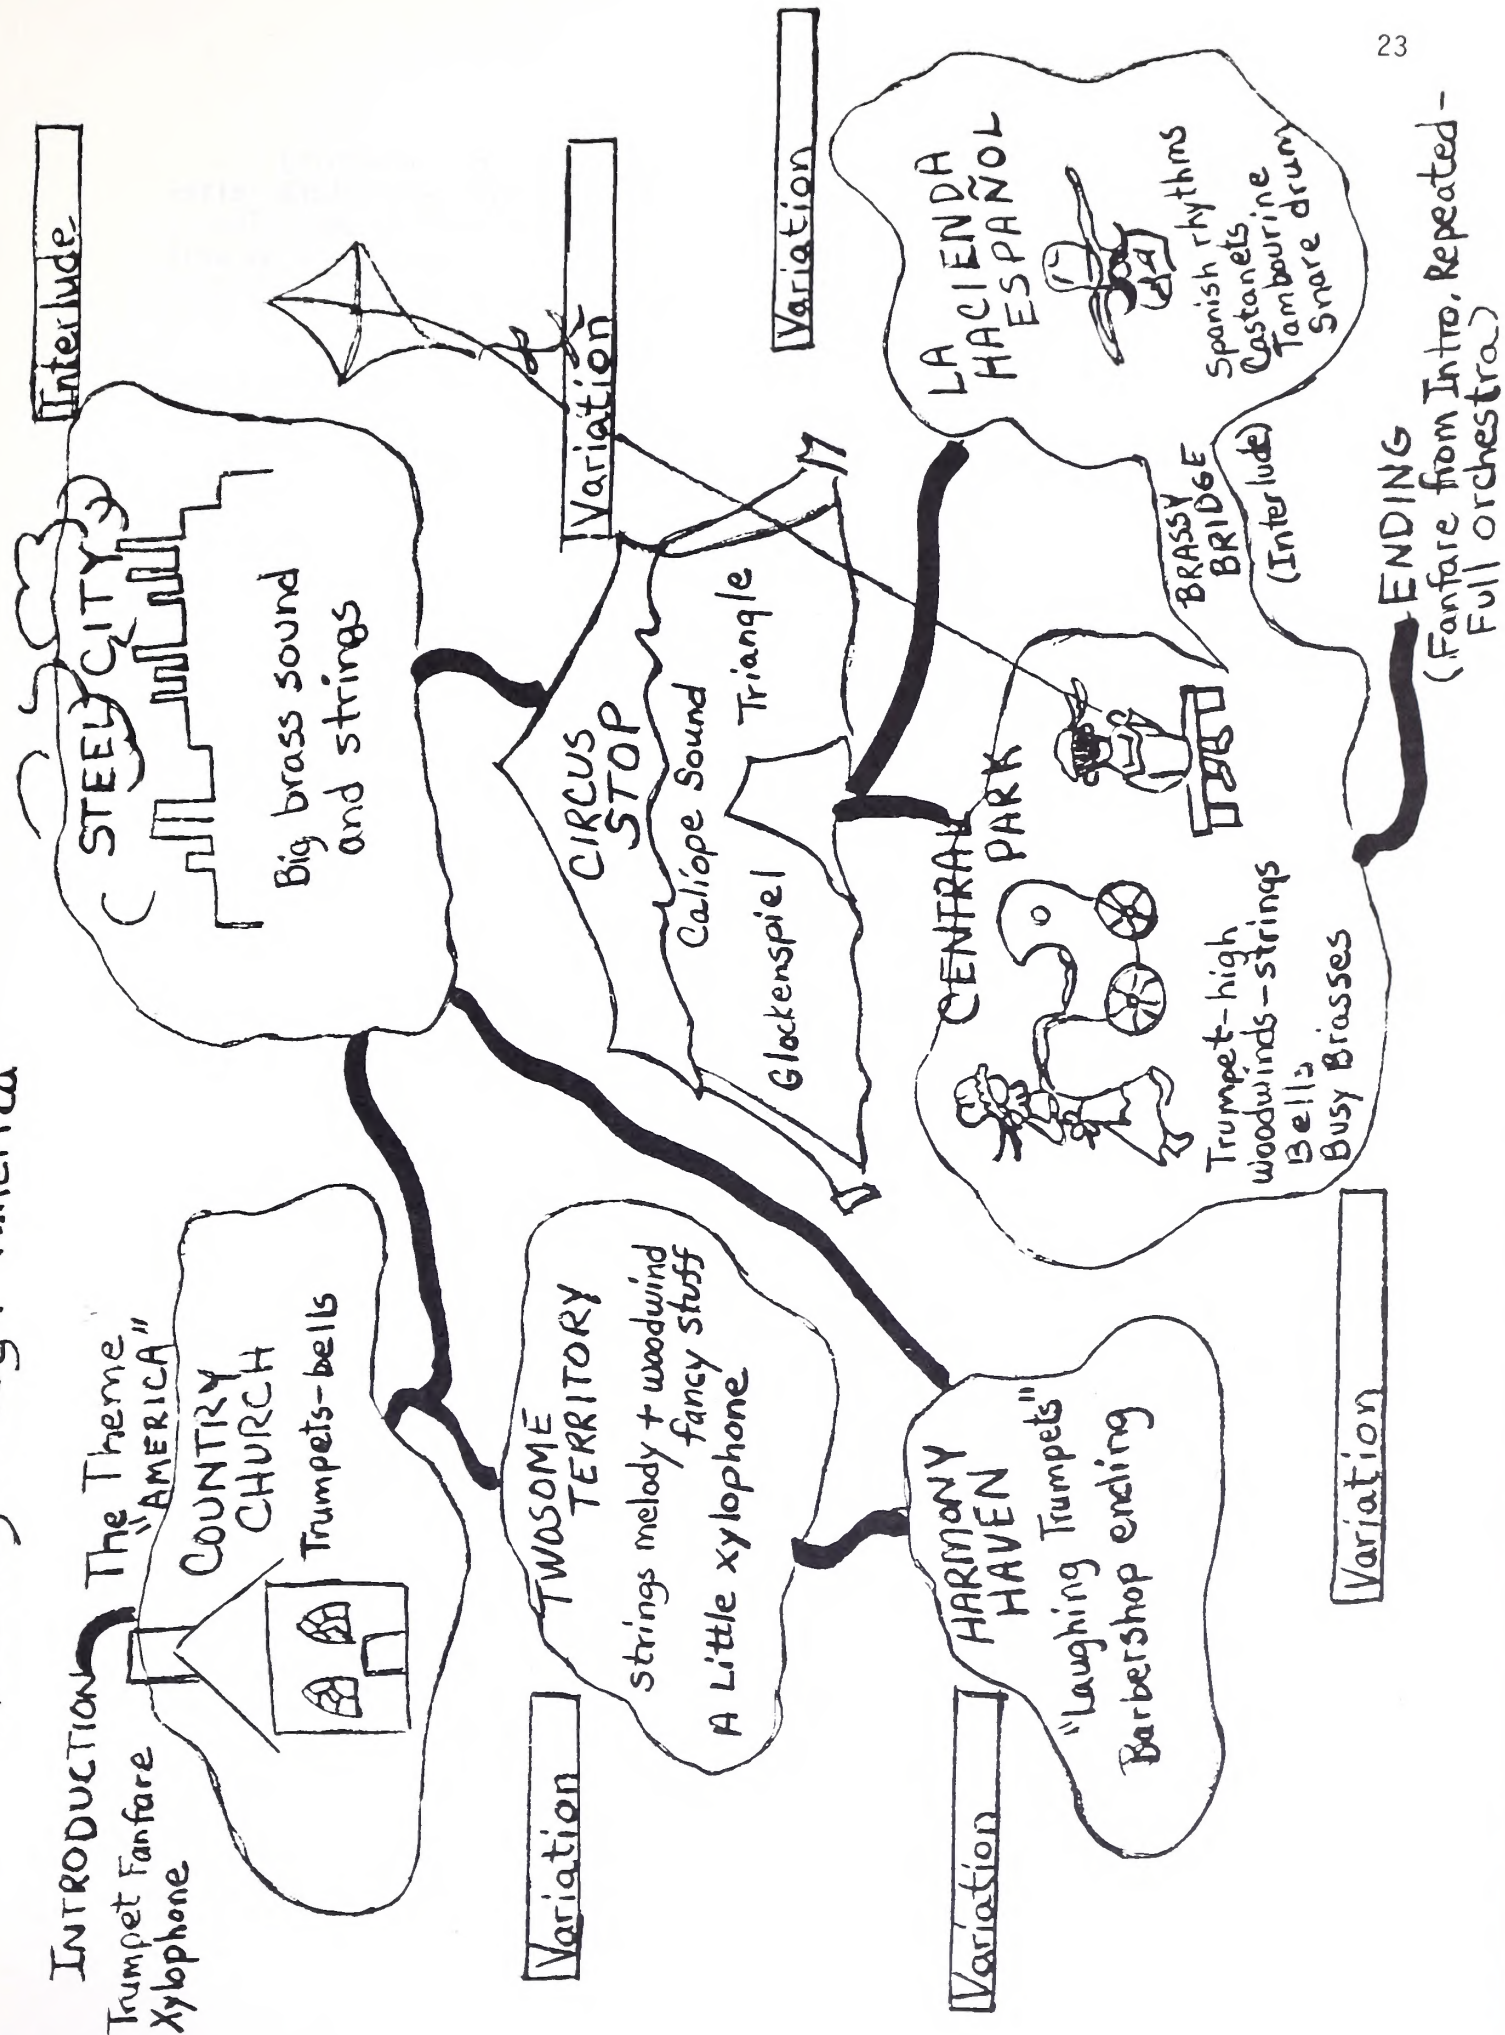 23
America
INTRODUCTION
Trumpet Fanfare
Xylophone
The Theme
"AMERICA"
COUNTRY
CHURCH
Trumpets-bells
Interlude
STEEL CITY
Big brass sound
and strings
Variation
TWOSOME
TERRITORY
strings melody + woodwind
fancy stuff
A Little xylophone
Variation
HARMONY
HAVEN
"Laughing Trumpets"
Barbershop ending
Variation
CIRCUS
STOP
Caliope Sound
Glockenspiel
Triangle
Variation
LA
HACIENDA
ESPAÑOL
Spanish rhythms
Castanets
Tambourine
Snare drum
BRASSY
BRIDGE
(Interlude)
Variation
CENTRAL
PARK
Trumpet-high
woodwinds-strings
Bells
Busy Brasses
ENDING
(Fanfare from Intro. Repeated-
Full orchestra)